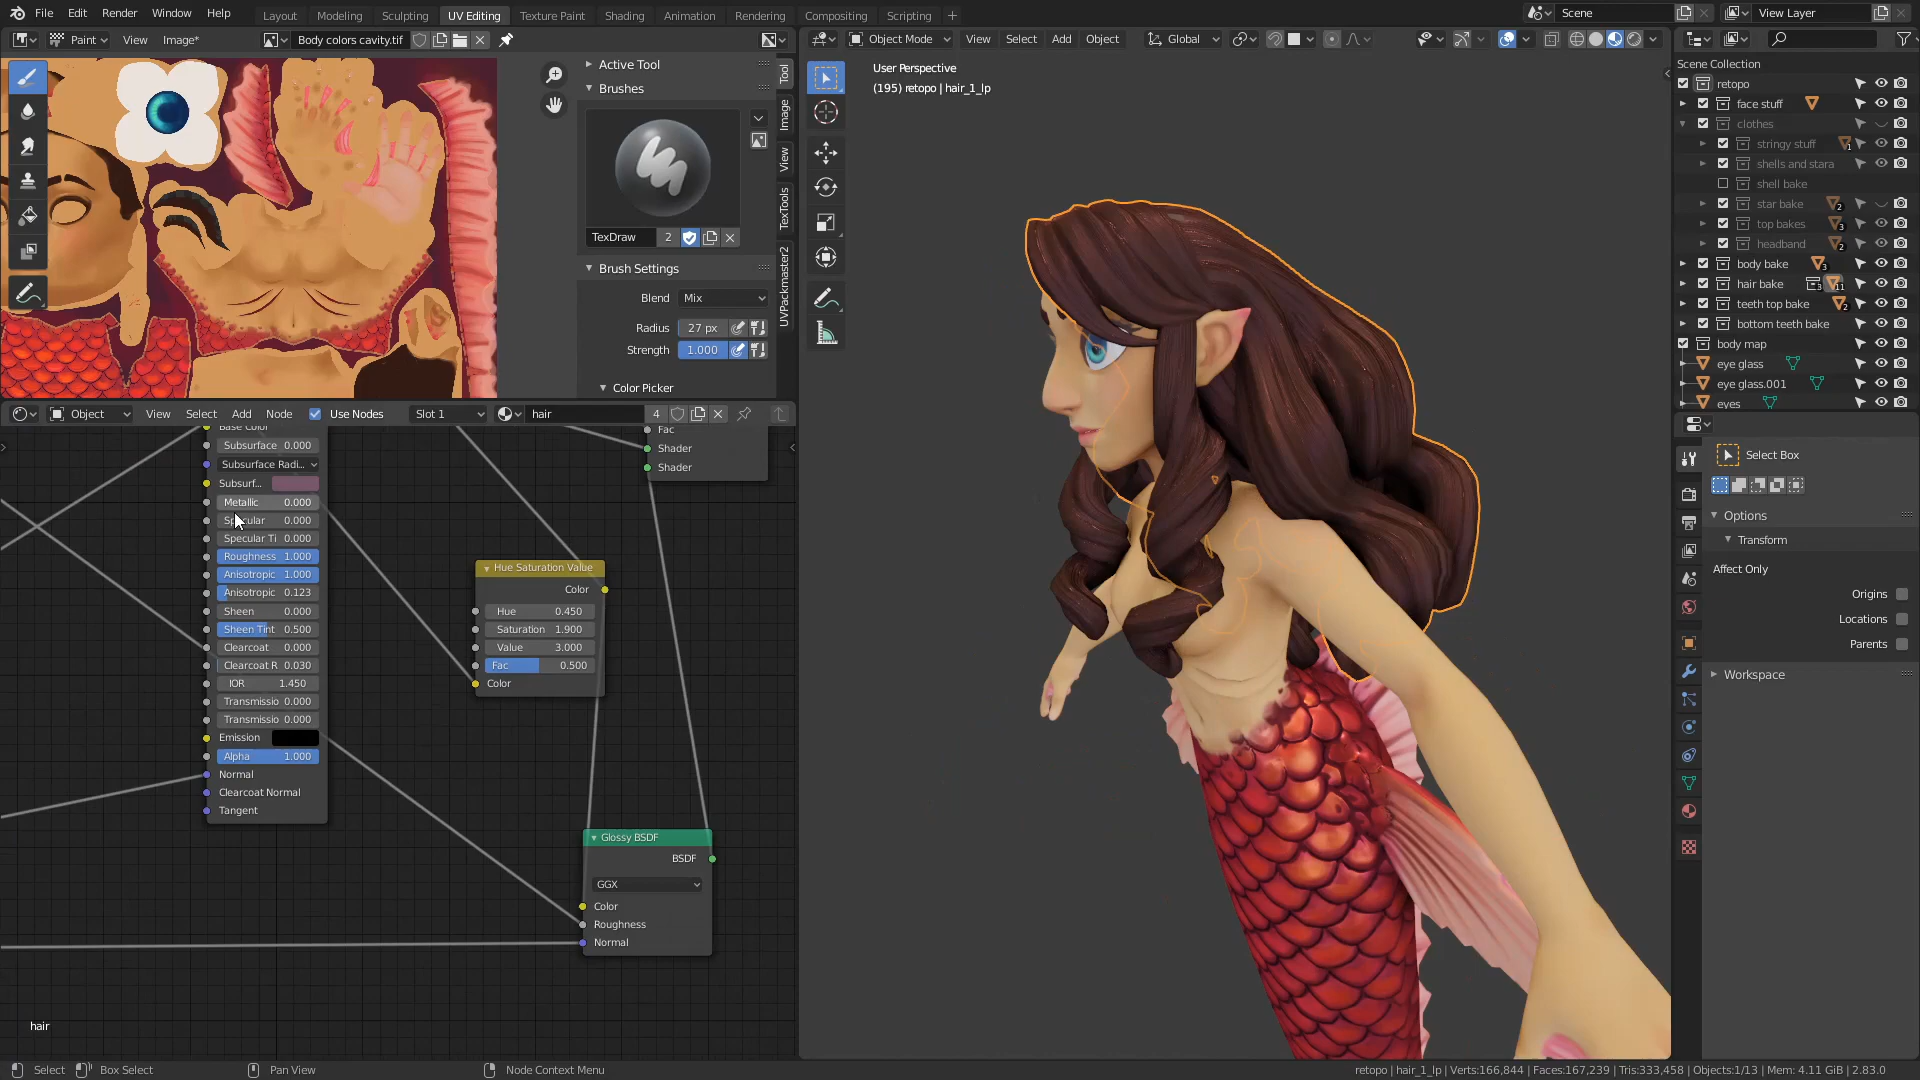 File Edit Render Window Help Layout Modeling Sculpting UV Editing Texture Paint Shading Animation Rendering Compositing Scripting + Scene View Layer
Paint View Image* Body colors cavity.tif
Object Mode View Select Add Object Global
User Perspective
(195) retopo | hair_1_lp
Active Tool
Brushes
TexDraw 2
Brush Settings
Blend Mix
Radius 27 px
Strength 1.000
Color Picker
Tool
Image
View
TexTools
UVPackmaster2
Object View Select Add Node Use Nodes Slot 1 hair 4
Base Color
Subsurface 0.000
Subsurface Radi...
Subsurf...
Metallic 0.000
Specular 0.000
Specular Ti 0.000
Roughness 1.000
Anisotropic 1.000
Anisotropic 0.123
Sheen 0.000
Sheen Tint 0.500
Clearcoat 0.000
Clearcoat R 0.030
IOR 1.450
Transmissio 0.000
Transmissio 0.000
Emission
Alpha 1.000
Normal
Clearcoat Normal
Tangent
Fac
Shader
Shader
Hue Saturation Value
Color
Hue 0.450
Saturation 1.900
Value 3.000
Fac 0.500
Color
Glossy BSDF
BSDF
GGX
Color
Roughness
Normal
hair
Scene Collection
retopo
face stuff
clothes
stringy stuff 1
shells and stara
shell bake
star bake 2
top bakes 3
headband 2
body bake 3
hair bake 3 11
teeth top bake 2
bottom teeth bake
body map
eye glass
eye glass.001
eyes
Select Box
Options
Transform
Affect Only
Origins
Locations
Parents
Workspace
Select Box Select Pan View Node Context Menu retopo | hair_1_lp | Verts:166,844 | Faces:167,239 | Tris:333,458 | Objects:1/13 | Mem: 4.11 GiB | 2.83.0